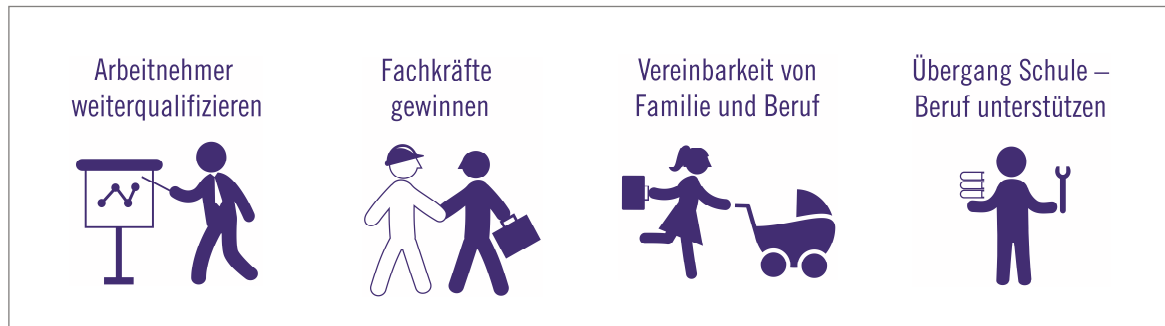 Arbeitnehmer
weiterqualifizieren
Fachkräfte
gewinnen
Vereinbarkeit von
Familie und Beruf
Übergang Schule –
Beruf unterstützen